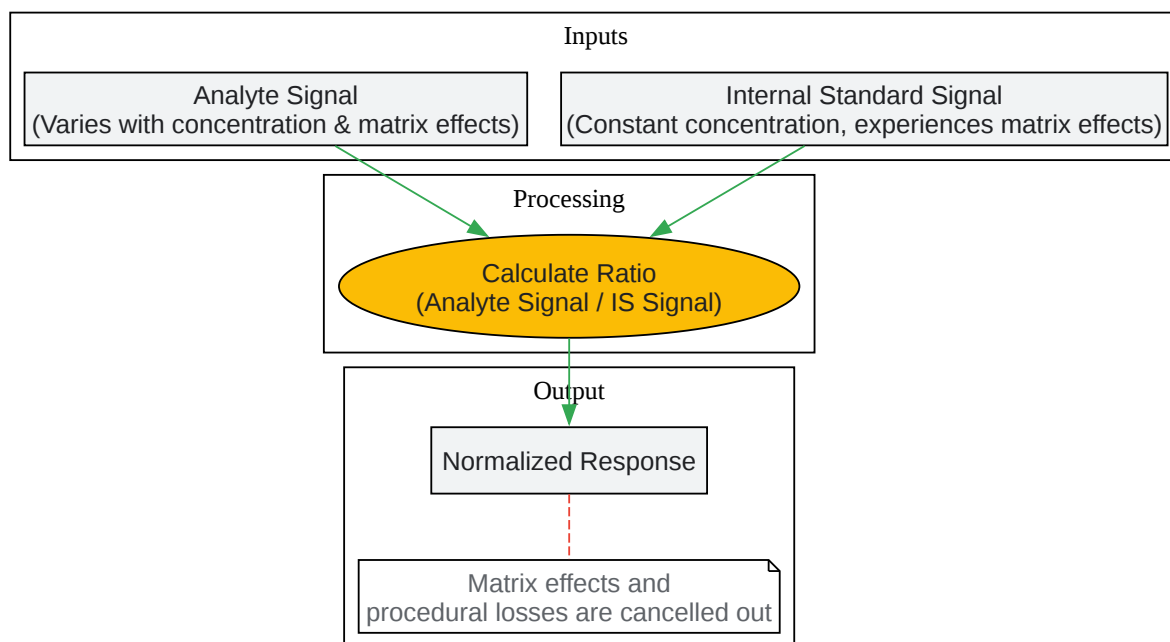 Inputs
Analyte Signal
(Varies with concentration & matrix effects)
Internal Standard Signal
(Constant concentration, experiences matrix effects)
Processing
Calculate Ratio
(Analyte Signal / IS Signal)
Output
Normalized Response
Matrix effects and
procedural losses are cancelled out